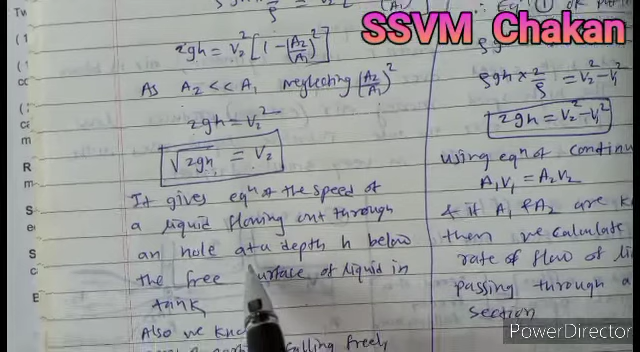 SSVM Chakan
2gh = V₂² [1 - (A₂/A₁)²]
As A₂ << A₁ neglecting (A₂/A₁)²
2gh = V₂²
√2gh = V₂
It gives eqⁿ of the speed of
a liquid flowing out through
an hole at a depth h below
the free surface of liquid in
tank
Also we know
falling freely,
ρgh × 2/ρ = V₂² - V₁²
2gh = V₂² - V₁²
using eqⁿ of continu
A₁V₁ = A₂V₂
& if A₁ & A₂ are k
then we calculate
rate of flow of li
passing through a
section
PowerDirector